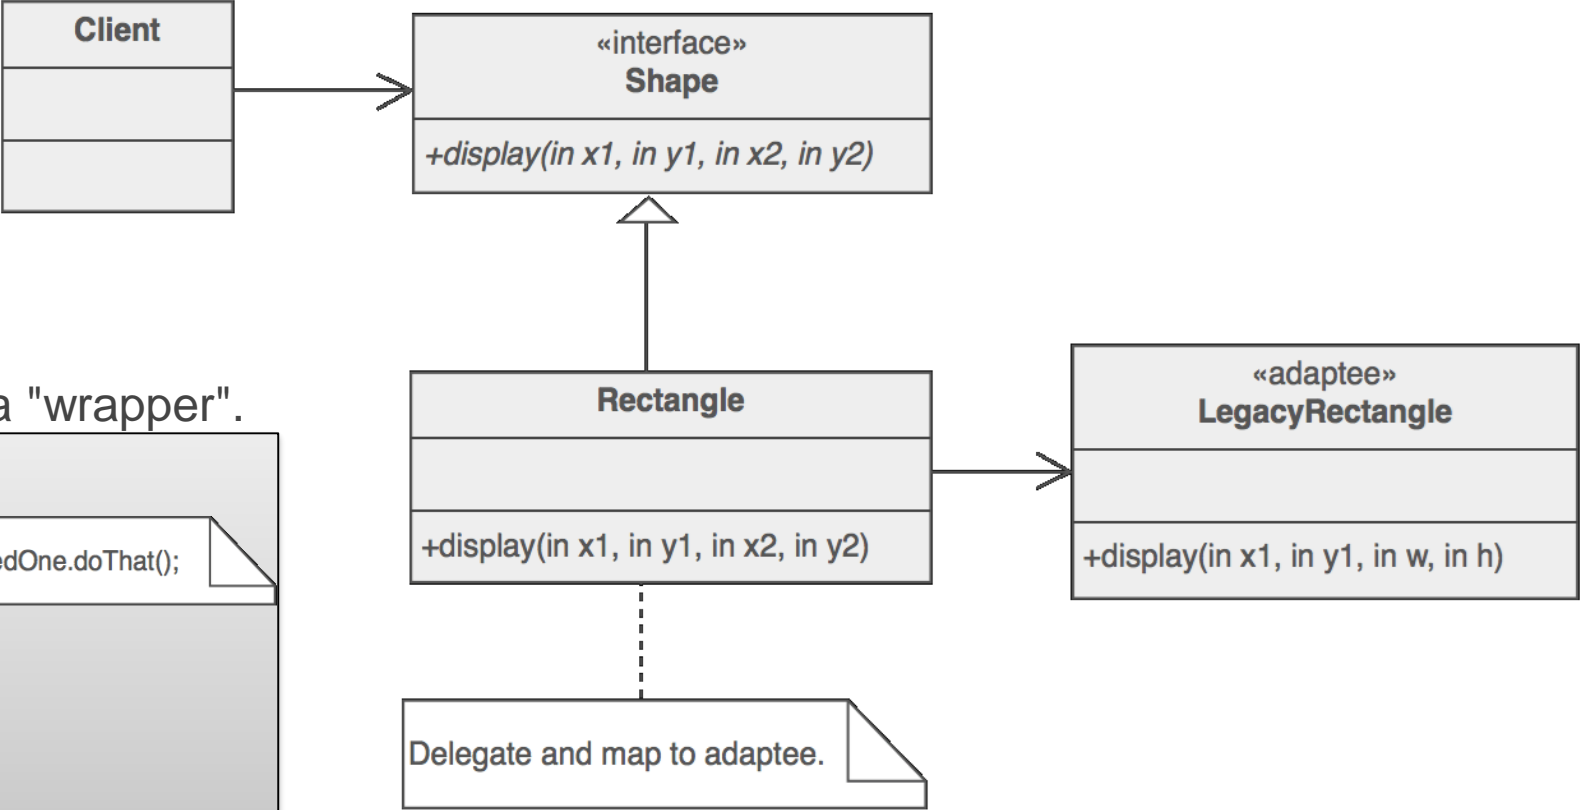 Client
«interface»
Shape
+display(in x1, in y1, in x2, in y2)
a "wrapper".
Rectangle
+display(in x1, in y1, in x2, in y2)
«adaptee»
LegacyRectangle
+display(in x1, in y1, in w, in h)
edOne.doThat();
Delegate and map to adaptee.